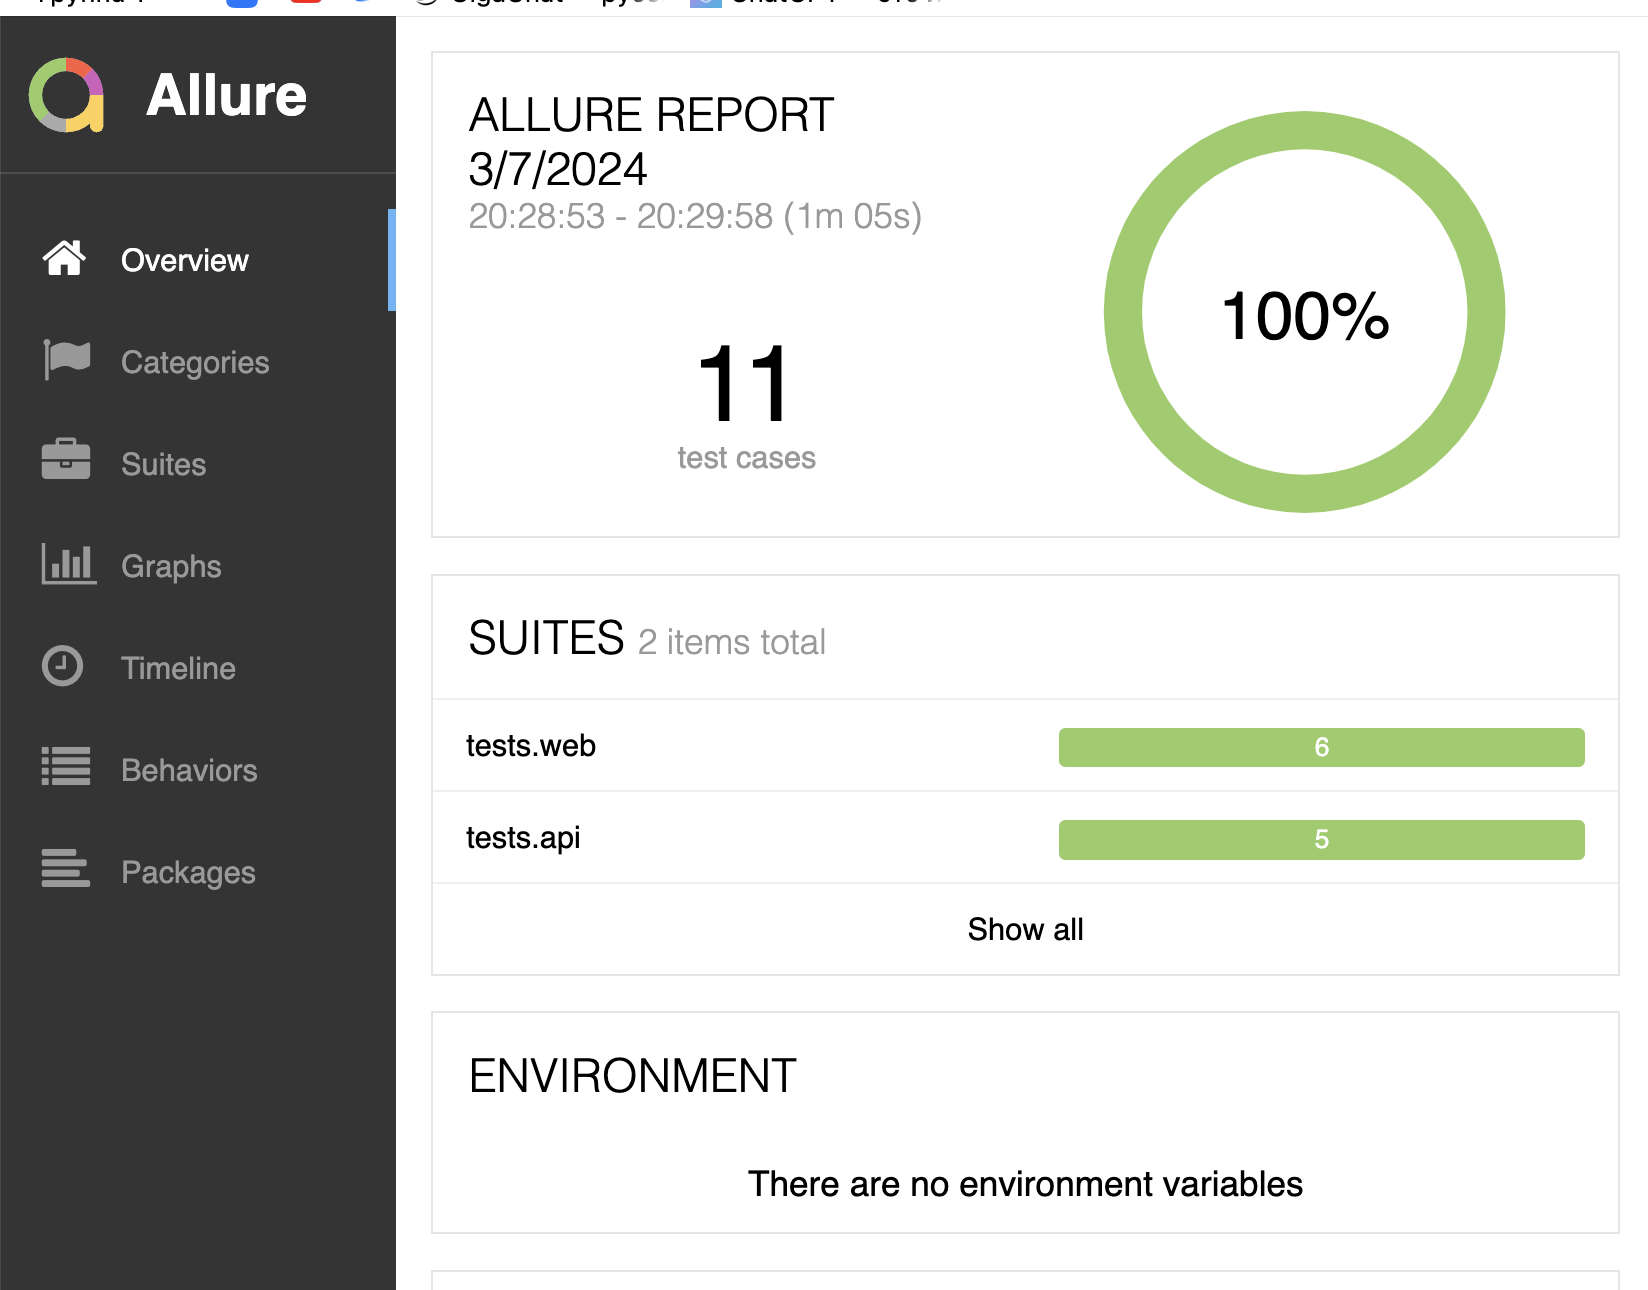 Allure
Overview
Categories
Suites
Graphs
Timeline
Behaviors
Packages
ALLURE REPORT
3/7/2024
20:28:53 - 20:29:58 (1m 05s)
11
test cases
100%
SUITES 2 items total
tests.web 6
tests.api 5
Show all
ENVIRONMENT
There are no environment variables